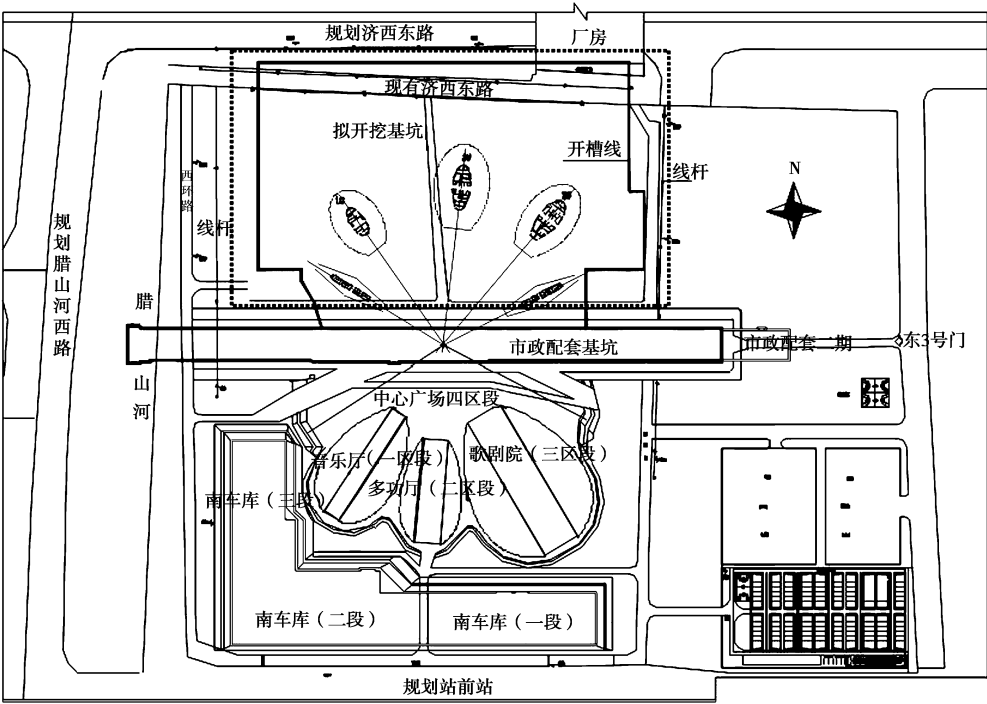 规划济西东路
厂房
现有济西东路
拟开挖基坑
开槽线
线杆
N
西环路
线杆
规划腊山河西路
腊山河
市政配套基坑
市政配套二期
东3号门
中心广场四区段
音乐厅(一区段)
歌剧院(三区段)
多功厅(二区段)
南车库(三段)
南车库(二段)
南车库(一段)
规划站前站